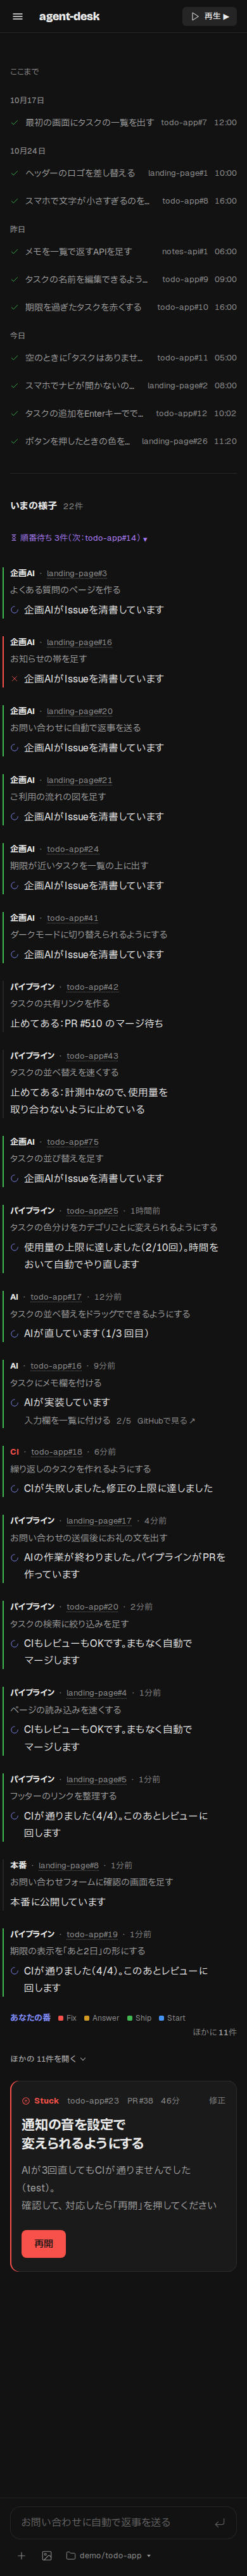 agent-desk
再生 ▶
ここまで
10月17日
最初の画面にタスクの一覧を出す todo-app#7 12:00
10月24日
ヘッダーのロゴを差し替える landing-page#1 10:00
スマホで文字が小さすぎるのを… todo-app#8 16:00
昨日
メモを一覧で返すAPIを足す notes-api#1 06:00
タスクの名前を編集できるよう… todo-app#9 09:00
期限を過ぎたタスクを赤くする todo-app#10 16:00
今日
空のときに「タスクはありませ… todo-app#11 05:00
スマホでナビが開かないの… landing-page#2 08:00
タスクの追加をEnterキーでで… todo-app#12 10:02
ボタンを押したときの色を… landing-page#26 11:20
いまの様子 22件
順番待ち 3件（次：todo-app#14） ▾
企画AI · landing-page#3
よくある質問のページを作る
企画AIがIssueを清書しています
企画AI · landing-page#16
お知らせの帯を足す
企画AIがIssueを清書しています
企画AI · landing-page#20
お問い合わせに自動で返事を送る
企画AIがIssueを清書しています
企画AI · landing-page#21
ご利用の流れの図を足す
企画AIがIssueを清書しています
企画AI · todo-app#24
期限が近いタスクを一覧の上に出す
企画AIがIssueを清書しています
企画AI · todo-app#41
ダークモードに切り替えられるようにする
企画AIがIssueを清書しています
パイプライン · todo-app#42
タスクの共有リンクを作る
止めてある：PR #510 のマージ待ち
パイプライン · todo-app#43
タスクの並べ替えを速くする
止めてある：計測中なので、使用量を
取り合わないように止めている
企画AI · todo-app#75
タスクの並び替えを足す
企画AIがIssueを清書しています
パイプライン · todo-app#25 · 1時間前
タスクの色分けをカテゴリごとに変えられるようにする
使用量の上限に達しました（2/10回）。時間を
おいて自動でやり直します
AI · todo-app#17 · 12分前
タスクの並べ替えをドラッグでできるようにする
AIが直しています（1/3 回目）
AI · todo-app#16 · 9分前
タスクにメモ欄を付ける
AIが実装しています
入力欄を一覧に付ける 2/5 GitHubで見る ↗
CI · todo-app#18 · 6分前
繰り返しのタスクを作れるようにする
CIが失敗しました。修正の上限に達しました
パイプライン · landing-page#17 · 4分前
お問い合わせの送信後にお礼の文を出す
AIの作業が終わりました。パイプラインがPRを
作っています
パイプライン · todo-app#20 · 2分前
タスクの検索に絞り込みを足す
CIもレビューもOKです。まもなく自動で
マージします
パイプライン · landing-page#4 · 1分前
ページの読み込みを速くする
CIもレビューもOKです。まもなく自動で
マージします
パイプライン · landing-page#5 · 1分前
フッターのリンクを整理する
CIが通りました（4/4）。このあとレビューに
回します
本番 · landing-page#8 · 1分前
お問い合わせフォームに確認の画面を足す
本番に公開しています
パイプライン · todo-app#19 · 1分前
期限の表示を「あと2日」の形にする
CIが通りました（4/4）。このあとレビューに
回します
あなたの番 Fix Answer Ship Start
ほかに 11件
ほかの 11件を開く
Stuck todo-app#23 PR#38 46分 修正
通知の音を設定で
変えられるようにする
AIが3回直してもCIが通りませんでした
（test）。
確認して、対応したら「再開」を押してください
再開
お問い合わせに自動で返事を送る
demo/todo-app